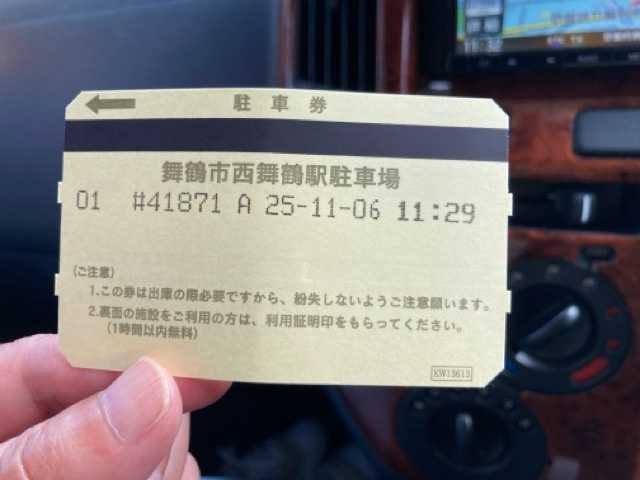 駐車券
舞鶴市西舞鶴駅駐車場
01 #41871 A 25-11-06 11:29
(ご注意)
1.この券は出庫の際必要ですから、紛失しないようご注意願います。
2.裏面の施設をご利用の方は、利用証明印をもらってください。
(1時間以内無料)
KW13613